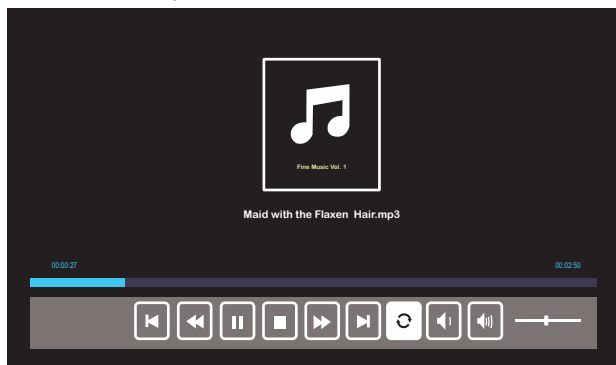 Fine Music Vol. 1
Maid with the Flaxen  Hair.mp3
00:00:27
00:02:50